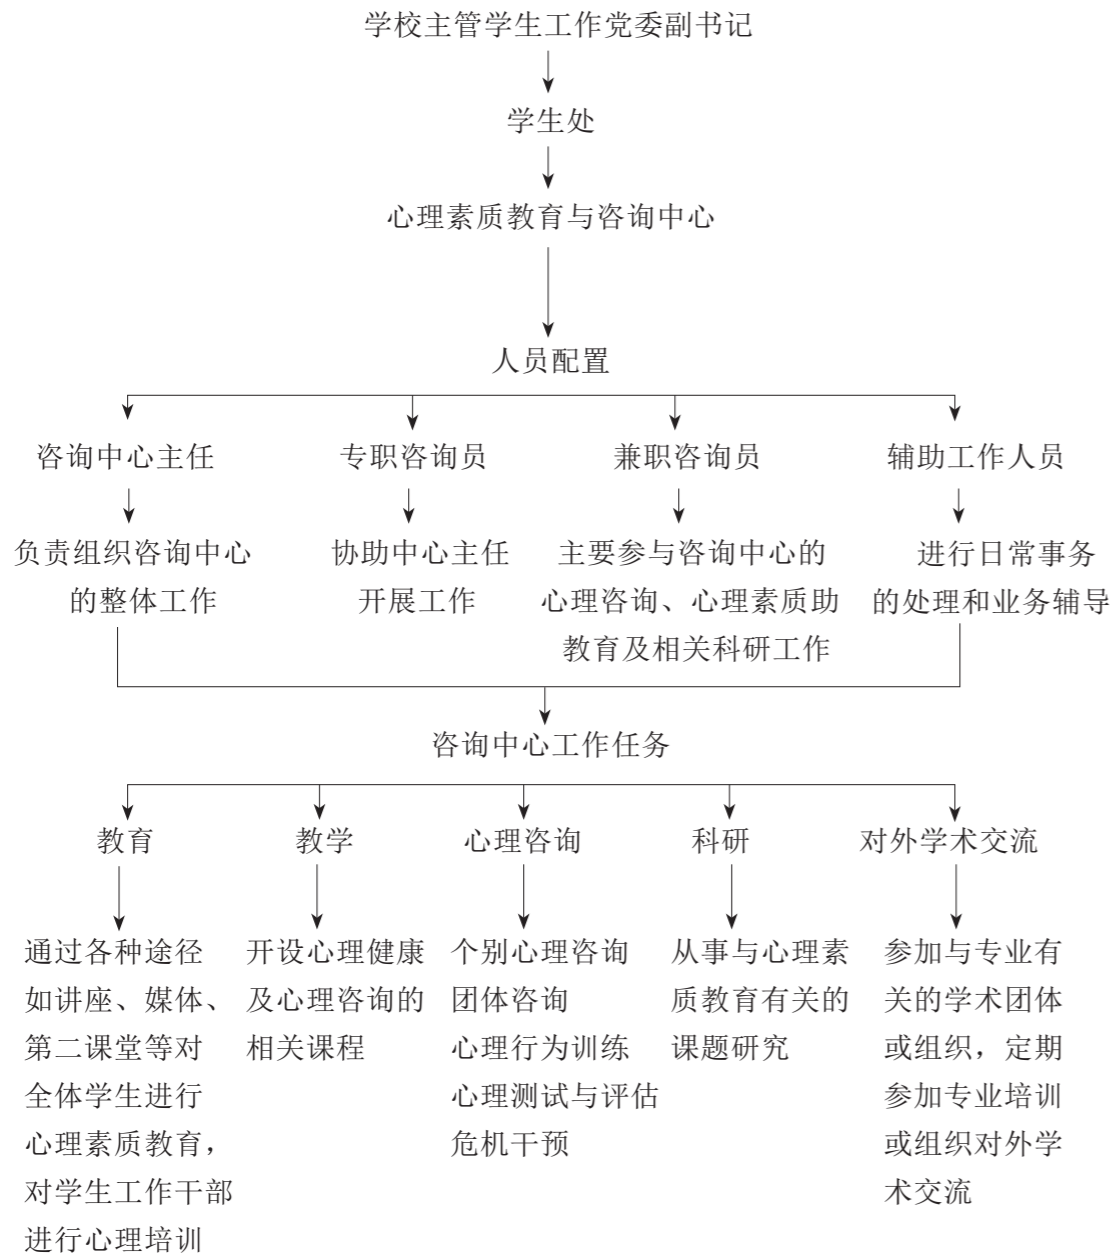 学校主管学生工作党委副书记
学生处
心理素质教育与咨询中心
人员配置
咨询中心主任
专职咨询员
兼职咨询员
辅助工作人员
负责组织咨询中心
的整体工作
协助中心主任
开展工作
主要参与咨询中心的
心理咨询、心理素质助
教育及相关科研工作
进行日常事务
的处理和业务辅导
咨询中心工作任务
教育
教学
心理咨询
科研
对外学术交流
通过各种途径
如讲座、媒体、
第二课堂等对
全体学生进行
心理素质教育，
对学生工作干部
进行心理培训
开设心理健康
及心理咨询的
相关课程
个别心理咨询
团体咨询
心理行为训练
心理测试与评估
危机干预
从事与心理素
质教育有关的
课题研究
参加与专业有
关的学术团体
或组织，定期
参加专业培训
或组织对外学
术交流